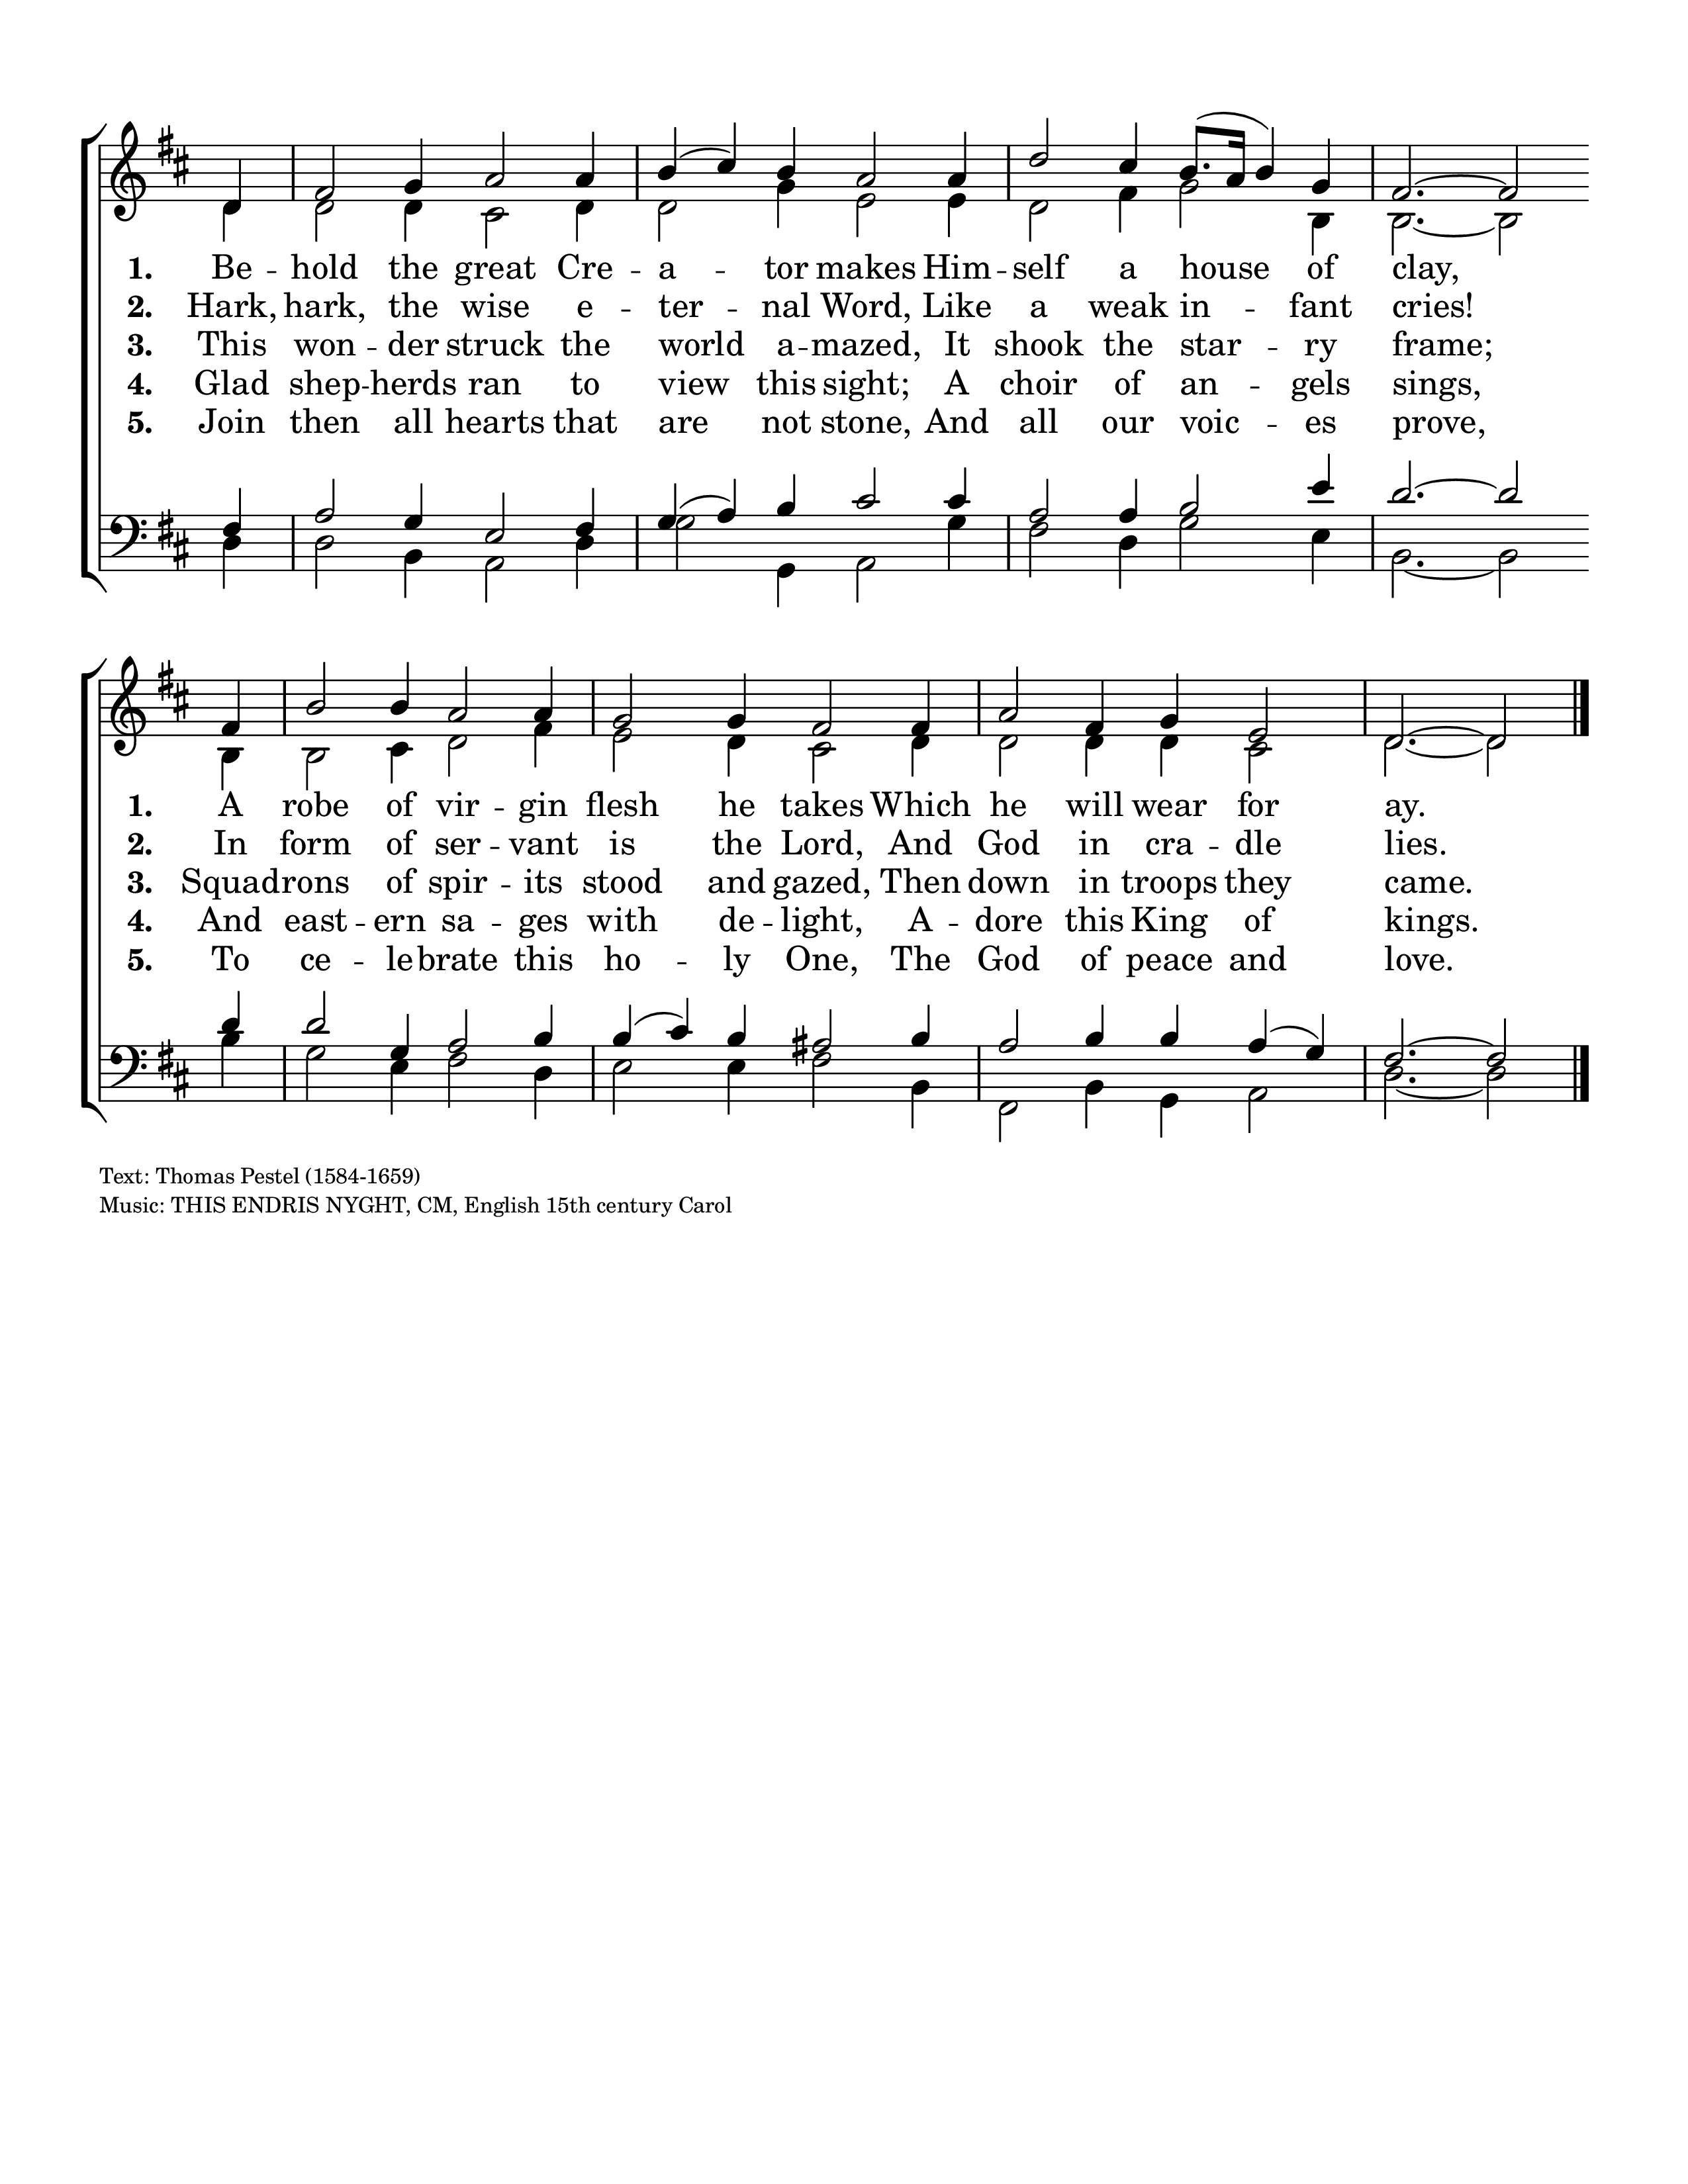 1. Be -- hold the great Cre -- a -- tor makes Him -- self a house of clay,
2. Hark, hark, the wise e -- ter -- nal Word, Like a weak in -- fant cries!
3. This won -- der struck the world a -- mazed, It shook the star -- ry frame;
4. Glad shep -- herds ran to view this sight; A choir of an -- gels sings,
5. Join then all hearts that are not stone, And all our voic -- es prove,
1. A robe of vir -- gin flesh he takes Which he will wear for ay.
2. In form of ser -- vant is the Lord, And God in cra -- dle lies.
3. Squadrons of spir -- its stood and gazed, Then down in troops they came.
4. And east -- ern sa -- ges with de -- light, A -- dore this King of kings.
5. To ce -- lebrate this ho -- ly One, The God of peace and love.
Text: Thomas Pestel (1584-1659)
Music: THIS ENDRIS NYGHT, CM, English 15th century Carol